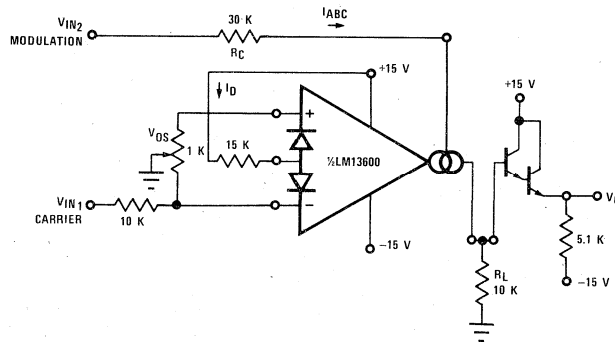 VIN2
MODULATION
30 K
RC
IABC
+15 V
ID
+15 V
VOS
1 K
15 K
+
½LM13600
−
VIN1
CARRIER
10 K
−15 V
RL
10 K
5.1 K
−15 V